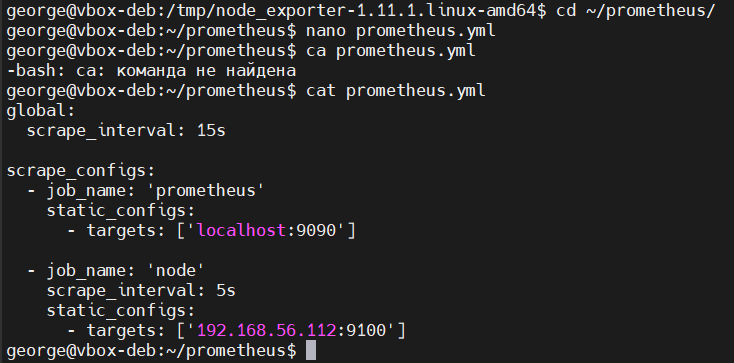 george@vbox-deb:/tmp/node_exporter-1.11.1.linux-amd64$ cd ~/prometheus/
george@vbox-deb:~/prometheus$ nano prometheus.yml
george@vbox-deb:~/prometheus$ ca prometheus.yml
-bash: ca: команда не найдена
george@vbox-deb:~/prometheus$ cat prometheus.yml
global:
  scrape_interval: 15s

scrape_configs:
  - job_name: 'prometheus'
    static_configs:
      - targets: ['localhost:9090']

  - job_name: 'node'
    scrape_interval: 5s
    static_configs:
      - targets: ['192.168.56.112:9100']
george@vbox-deb:~/prometheus$